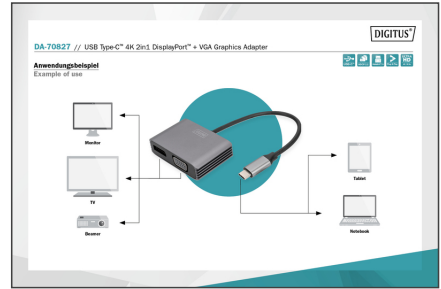 DIGITUS®
DA-70827 // USB Type-C™ 4K 2in1 DisplayPort™ + VGA Graphics Adapter
Anwendungsbeispiel
Example of use
Monitor
TV
Beamer
Tablet
Notebook